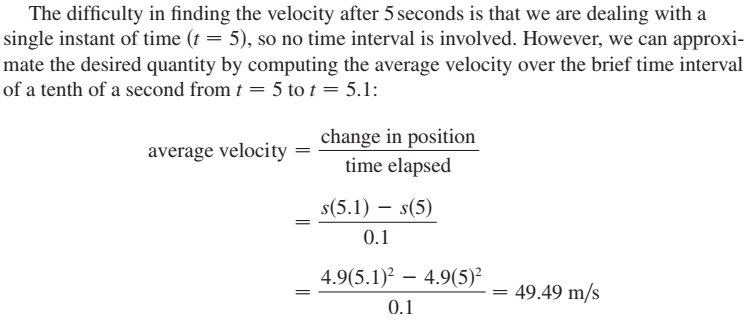 The difficulty in finding the velocity after 5 seconds is that we are dealing with a
single instant of time (t = 5), so no time interval is involved. However, we can approxi-
mate the desired quantity by computing the average velocity over the brief time interval
of a tenth of a second from t = 5 to t = 5.1:
average velocity = change in position / time elapsed
= s(5.1) − s(5) / 0.1
= 4.9(5.1)² − 4.9(5)² / 0.1 = 49.49 m/s